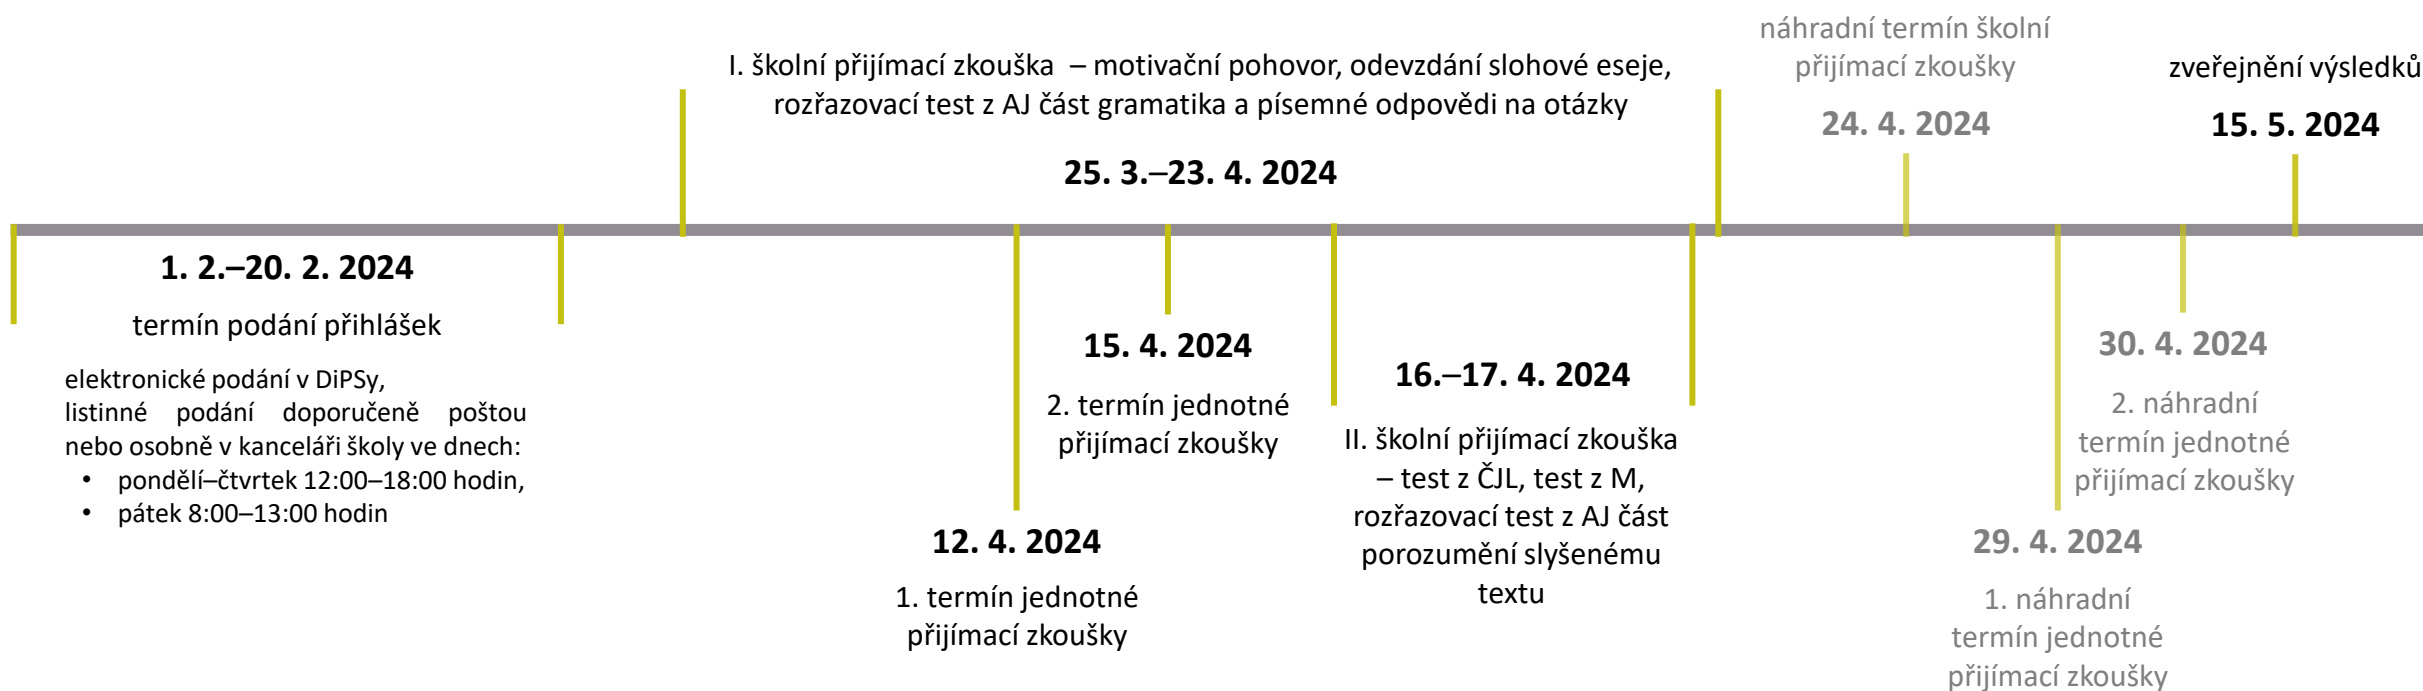 I. školní přijímací zkouška – motivační pohovor, odevzdání slohové eseje,
rozřazovací test z AJ část gramatika a písemné odpovědi na otázky
25. 3.–23. 4. 2024
náhradní termín školní
přijímací zkoušky
24. 4. 2024
zveřejnění výsledků
15. 5. 2024
1. 2.–20. 2. 2024
termín podání přihlášek
elektronické podání v DiPSy,
listinné podání doporučeně poštou
nebo osobně v kanceláři školy ve dnech:
• pondělí–čtvrtek 12:00–18:00 hodin,
• pátek 8:00–13:00 hodin
12. 4. 2024
1. termín jednotné
přijímací zkoušky
15. 4. 2024
2. termín jednotné
přijímací zkoušky
16.–17. 4. 2024
II. školní přijímací zkouška
– test z ČJL, test z M,
rozřazovací test z AJ část
porozumění slyšenému
textu
29. 4. 2024
1. náhradní
termín jednotné
přijímací zkoušky
30. 4. 2024
2. náhradní
termín jednotné
přijímací zkoušky